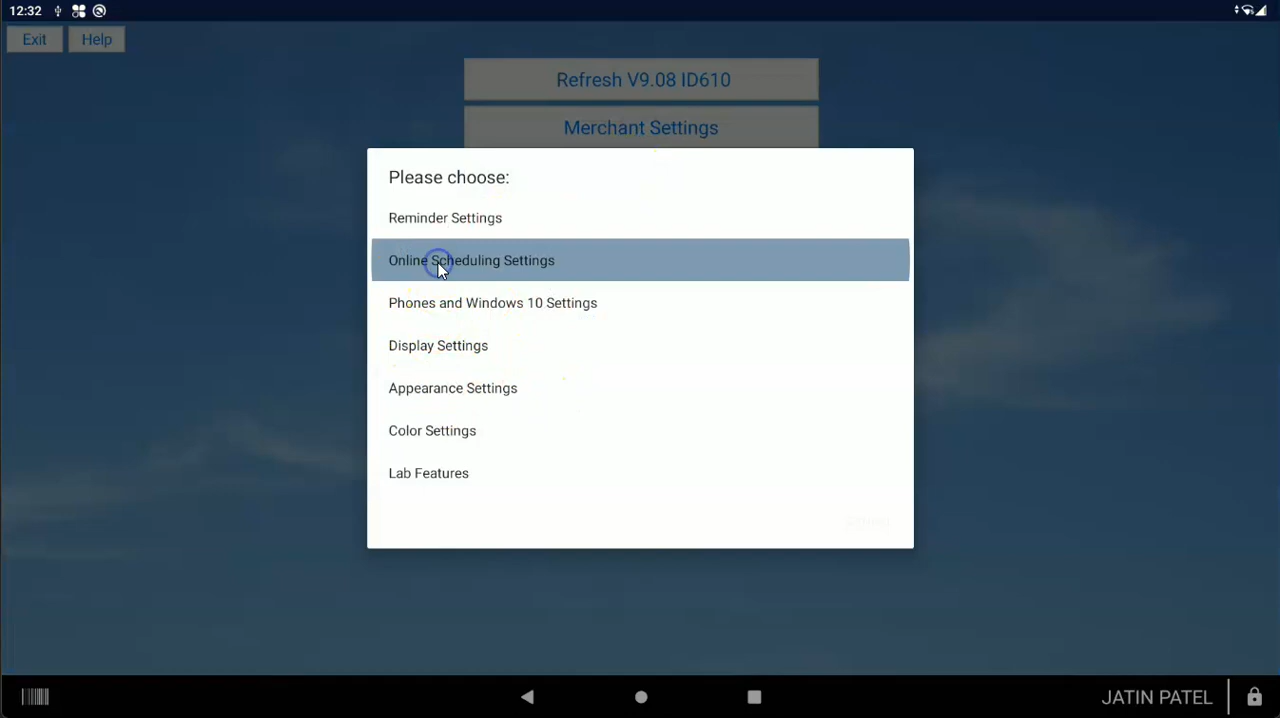 12:32
Exit
Help
Refresh V9.08 ID610
Merchant Settings
Please choose:
Reminder Settings
Online Scheduling Settings
Phones and Windows 10 Settings
Display Settings
Appearance Settings
Color Settings
Lab Features
JATIN PATEL